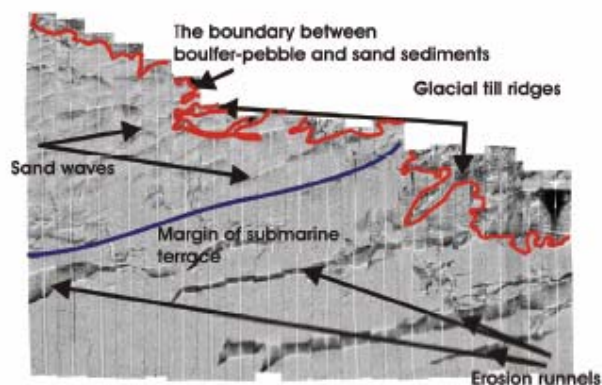 The boundary between
boulfer-pebble and sand sediments
Glacial till ridges
Sand waves
Margin of submarine
terrace
Erosion runnels